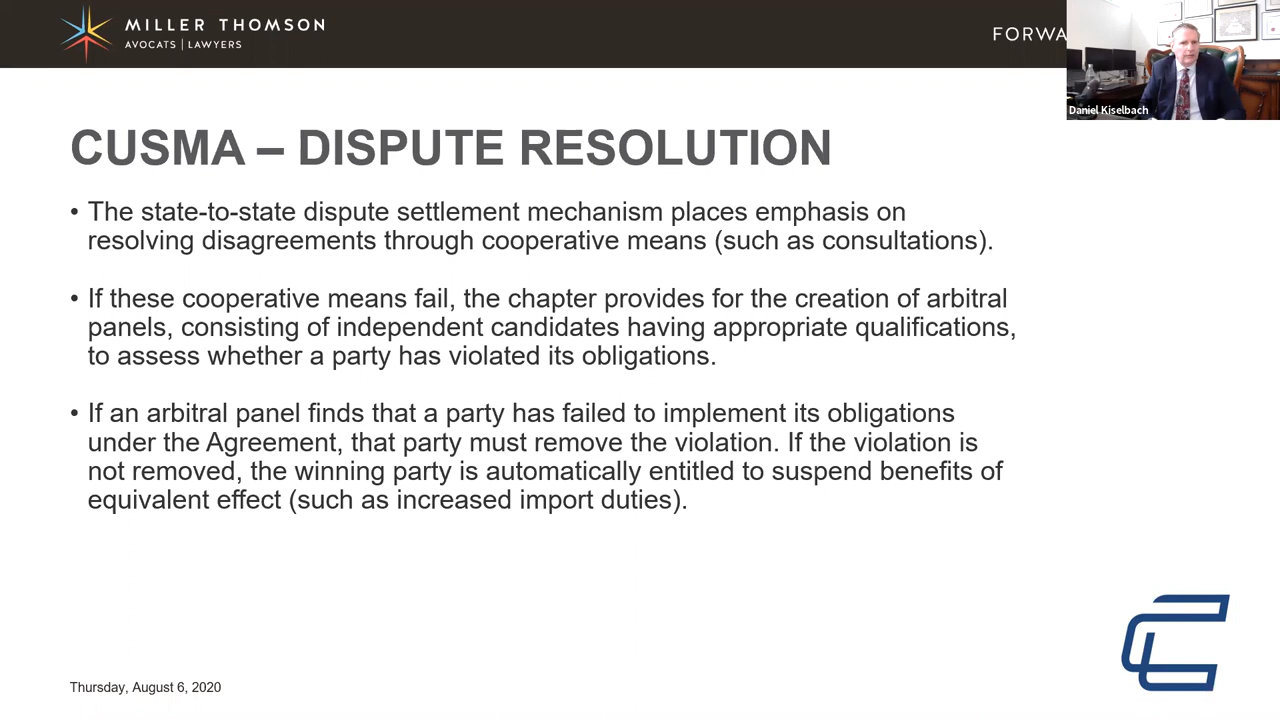 MILLER THOMSON
AVOCATS | LAWYERS
FORWA
Daniel Kiselbach
CUSMA – DISPUTE RESOLUTION
• The state-to-state dispute settlement mechanism places emphasis on
resolving disagreements through cooperative means (such as consultations).
• If these cooperative means fail, the chapter provides for the creation of arbitral
panels, consisting of independent candidates having appropriate qualifications,
to assess whether a party has violated its obligations.
• If an arbitral panel finds that a party has failed to implement its obligations
under the Agreement, that party must remove the violation. If the violation is
not removed, the winning party is automatically entitled to suspend benefits of
equivalent effect (such as increased import duties).
Thursday, August 6, 2020